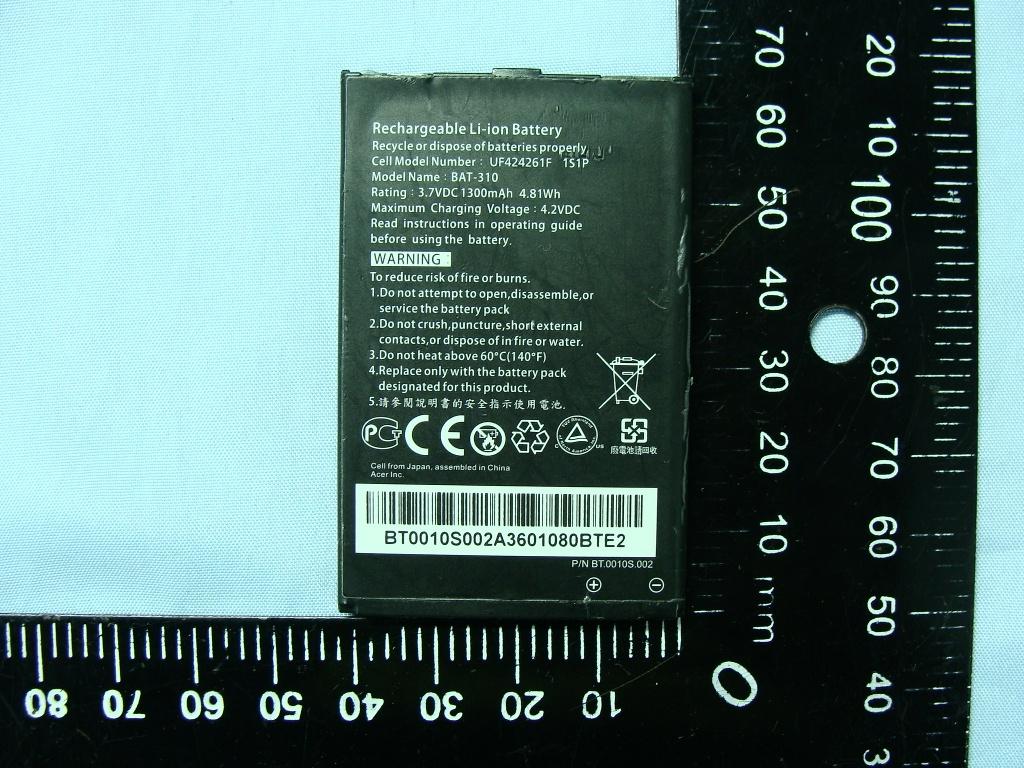 Rechargeable Li-ion Battery
Recycle or dispose of batteries properly
Cell Model Number : UF424261F 1S1P
Model Name : BAT-310
Rating : 3.7VDC 1300mAh 4.81Wh
Maximum Charging Voltage : 4.2VDC
Read instructions in operating guide
before using the battery.
WARNING
To reduce risk of fire or burns.
1.Do not attempt to open,disassemble,or
service the battery pack
2.Do not crush,puncture,short external
contacts,or dispose of in fire or water.
3.Do not heat above 60°C(140°F)
4.Replace only with the battery pack
designated for this product.
5.請參閱說明書的安全指示使用電池.
PCT CE
C US
廢電池請回收
Cell from Japan, assembled in China
Acer Inc.
BT0010S002A3601080BTE2
P/N BT.0010S.002
+ -
70 60 50 40 30 20 10 mm
20 10 100 90 80 70 60 50 40 3
0
80 70 60 50 40 30 20 10